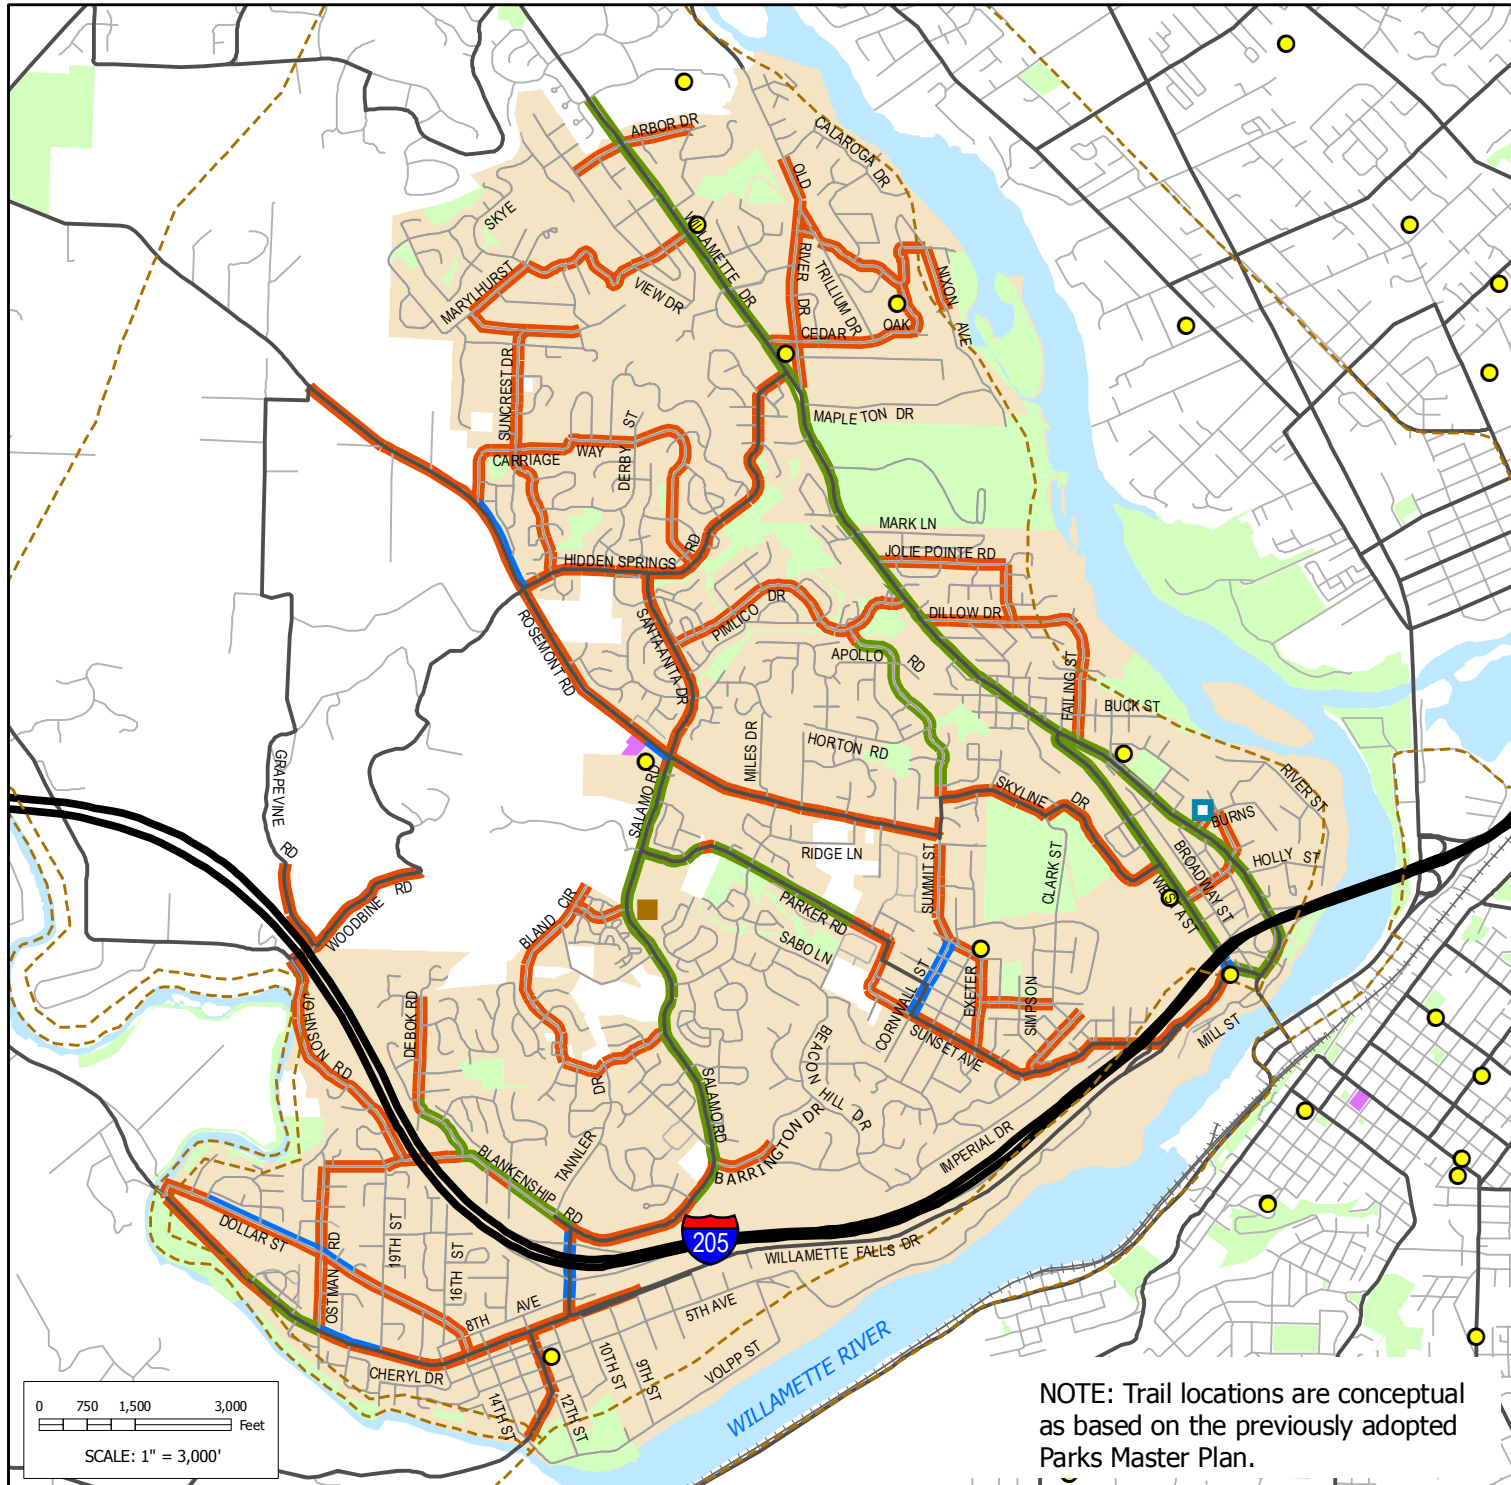 ARBOR DR
CALAROGA DR
OLD
SKYE
WILLAMETTE DR
RIVER DR
TRILLIUM DR
NIXON AVE
MARYLHURST
VIEW DR
OAK
CEDAR
SUNCREST DR
MAPLETON DR
DERBY ST
CARRIAGE WAY
MARK LN
JOLIE POINTE RD
HIDDEN SPRINGS RD
DILLOW DR
PIMLICO DR
ROSEMONT RD
SANTA ANITA DR
APOLLO RD
FAILING ST
BUCK ST
HORTON RD
MILES DR
GRAPEVINE RD
SALAMO RD
SKYLINE DR
RIVER ST
BURNS
RIDGE LN
HOLLY ST
BROADWAY ST
SUMMIT ST
CLARK ST
WEST A ST
WOODBINE RD
BLAND CIR
PARKER RD
SABO LN
CORNWALL ST
EXETER
SIMPSON
JOHNSON RD
DEBOK RD
SUNSET AVE
MILL ST
BEACON HILL DR
SALAMO RD
DR
TANNLER
BARRINGTON DR
IMPERIAL DR
BLANKENSHIP RD
DOLLAR ST
OSTMAN RD
19TH ST
16TH ST
205
WILLAMETTE FALLS DR
8TH AVE
5TH AVE
CHERYL DR
10TH ST
9TH ST
VOLPP ST
14TH ST
12TH ST
WILLAMETTE RIVER
0 750 1,500 3,000
Feet
SCALE: 1" = 3,000'
NOTE: Trail locations are conceptual
as based on the previously adopted
Parks Master Plan.